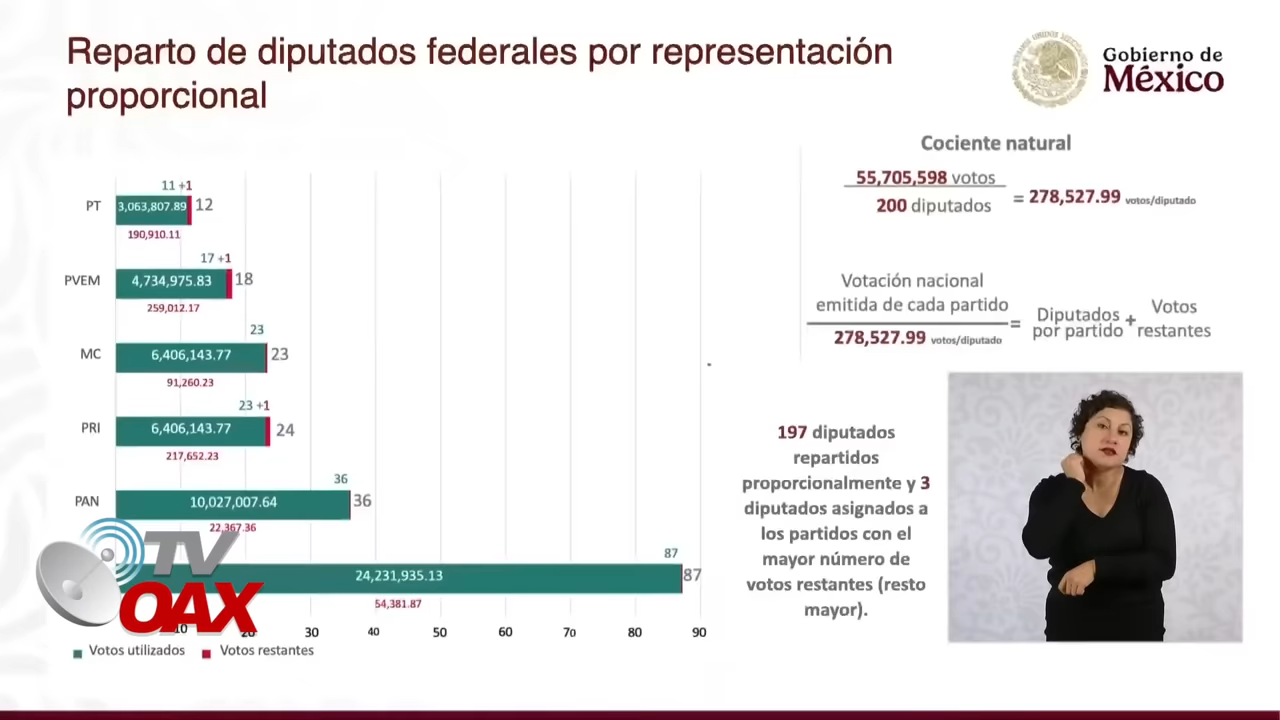 Reparto de diputados federales por representación
proporcional
Gobierno de
México
Cociente natural
55,705,598 votos
200 diputados
= 278,527.99 votos/diputado
Votación nacional
emitida de cada partido
278,527.99 votos/diputado
=
Diputados
por partido
+
Votos
restantes
197 diputados
repartidos
proporcionalmente y 3
diputados asignados a
los partidos con el
mayor número de
votos restantes (resto
mayor).
11 +1
PT 3,063,807.89 12
190,910.11
17 +1
PVEM 4,734,975.83 18
259,012.17
23
MC 6,406,143.77 23
91,260.23
23 +1
PRI 6,406,143.77 24
217,652.23
36
PAN 10,027,007.64 36
22,367.36
87
24,231,935.13 87
54,381.87
10 20 30 40 50 60 70 80 90
Votos utilizados Votos restantes
TV
OAX